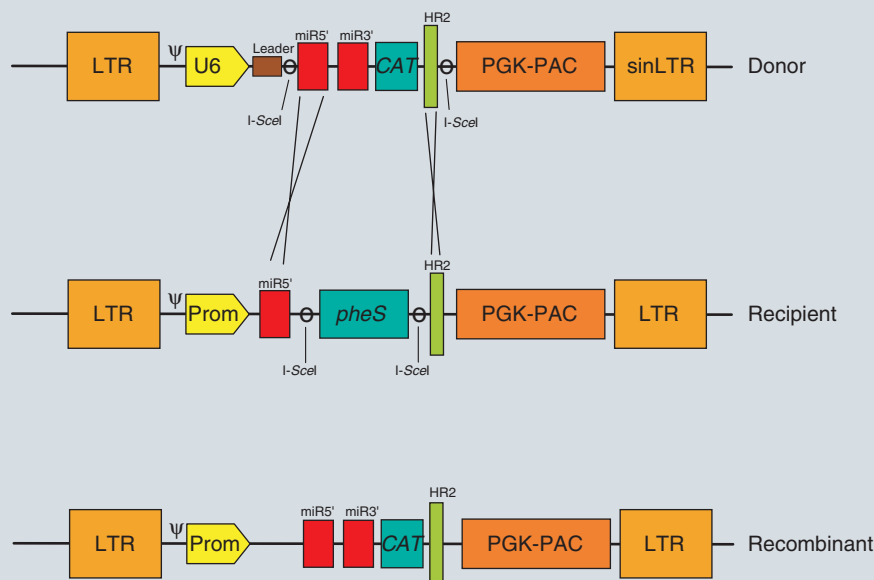 HR2
miR5' miR3'
Leader
LTR ψ U6 CAT PGK-PAC sinLTR Donor
I-SceI I-SceI
HR2
miR5'
LTR ψ Prom pheS PGK-PAC LTR Recipient
I-SceI I-SceI
HR2
miR5' miR3'
LTR ψ Prom CAT PGK-PAC LTR Recombinant